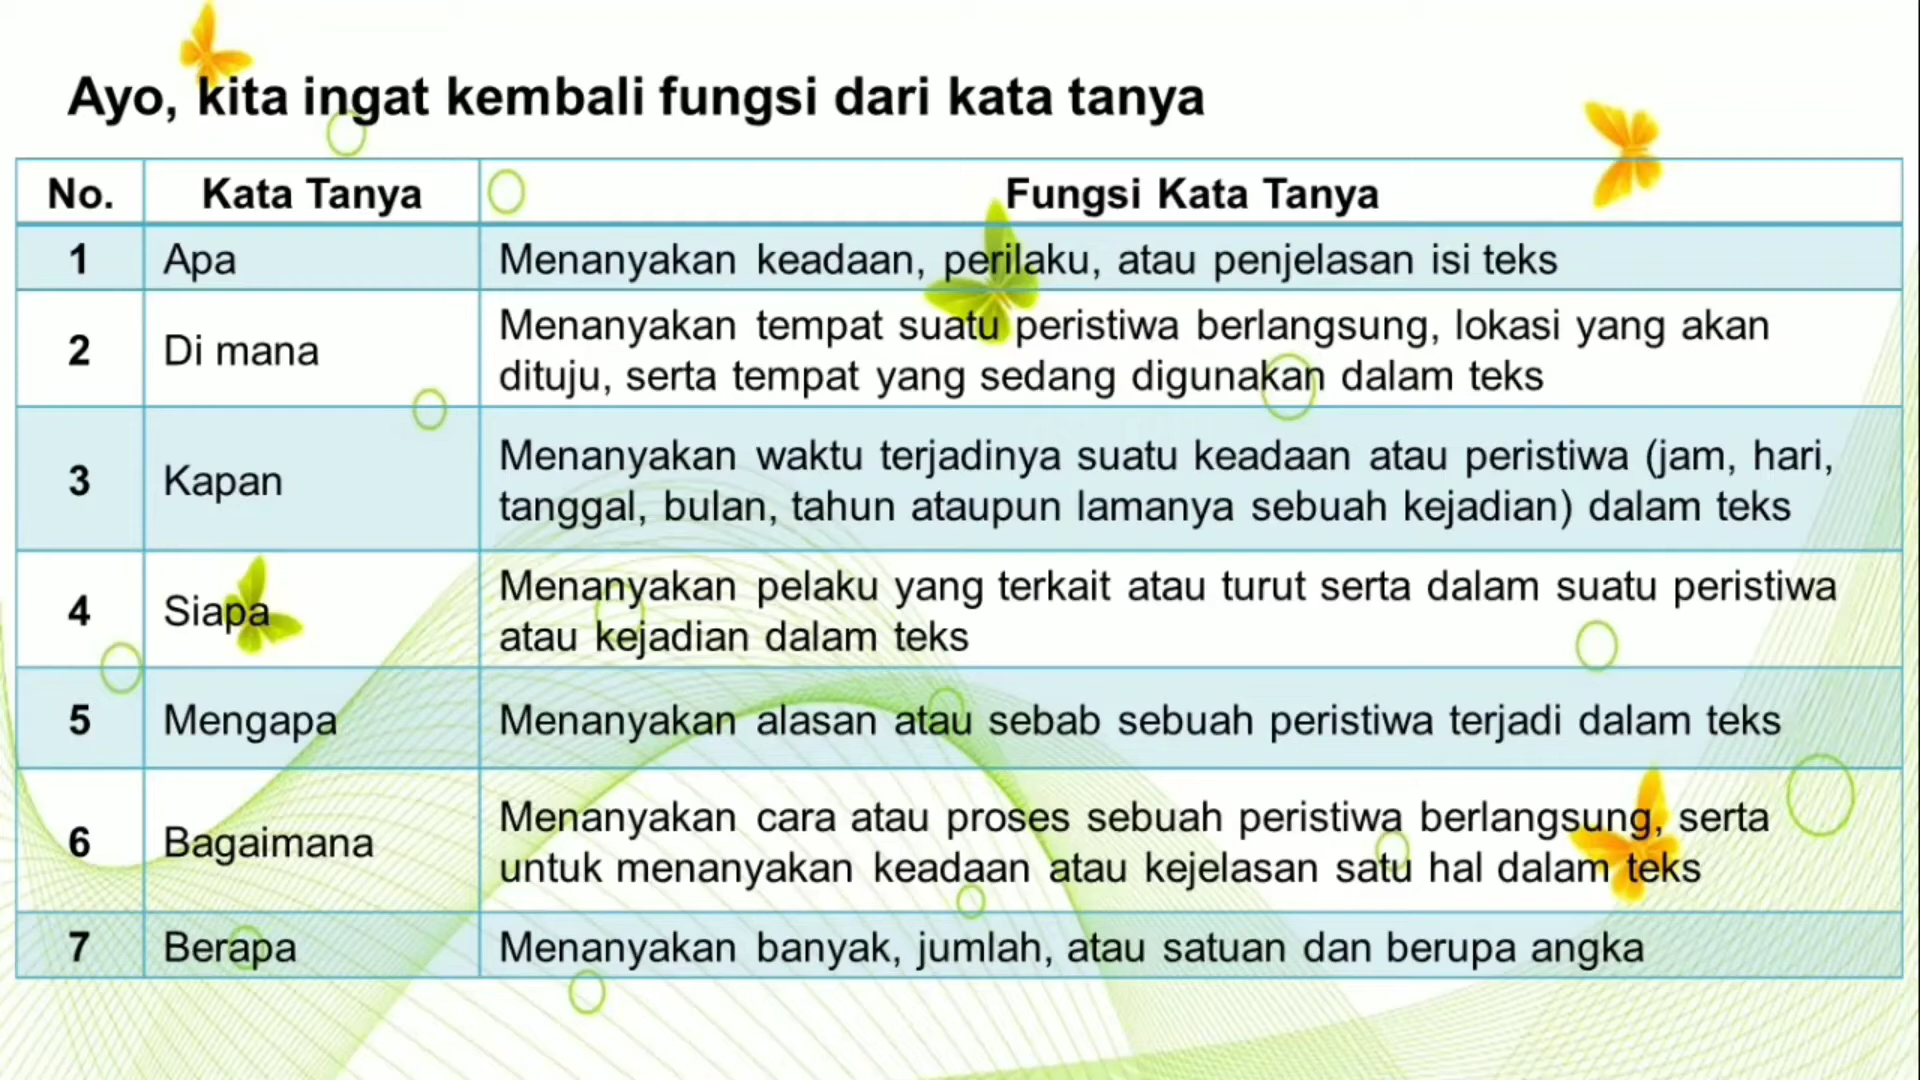 Ayo, kita ingat kembali fungsi dari kata tanya
No. Kata Tanya Fungsi Kata Tanya
1 Apa Menanyakan keadaan, perilaku, atau penjelasan isi teks
2 Di mana Menanyakan tempat suatu peristiwa berlangsung, lokasi yang akan
dituju, serta tempat yang sedang digunakan dalam teks
3 Kapan Menanyakan waktu terjadinya suatu keadaan atau peristiwa (jam, hari,
tanggal, bulan, tahun ataupun lamanya sebuah kejadian) dalam teks
4 Siapa Menanyakan pelaku yang terkait atau turut serta dalam suatu peristiwa
atau kejadian dalam teks
5 Mengapa Menanyakan alasan atau sebab sebuah peristiwa terjadi dalam teks
6 Bagaimana Menanyakan cara atau proses sebuah peristiwa berlangsung, serta
untuk menanyakan keadaan atau kejelasan satu hal dalam teks
7 Berapa Menanyakan banyak, jumlah, atau satuan dan berupa angka